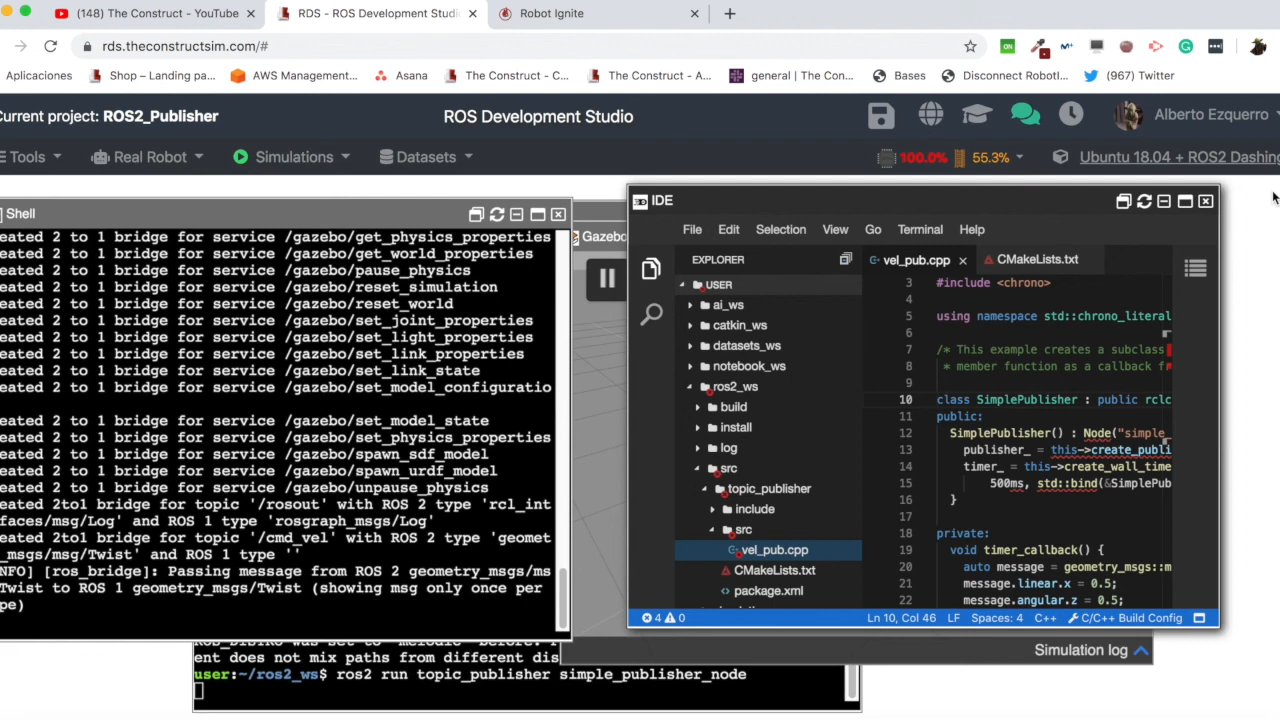 (148) The Construct - YouTube
RDS - ROS Development Studi
Robot Ignite
rds.theconstructsim.com/#
ON
Aplicaciones
Shop – Landing pa...
AWS Management...
Asana
The Construct - C...
The Construct - A...
general | The Con...
Bases
Disconnect Robotl...
(967) Twitter
Current project: ROS2_Publisher
ROS Development Studio
Alberto Ezquerro
Tools
Real Robot
Simulations
Datasets
100.0%
55.3%
Ubuntu 18.04 + ROS2 Dashing
Shell
eated 2 to 1 bridge for service /gazebo/get_physics_properties
eated 2 to 1 bridge for service /gazebo/get_world_properties
eated 2 to 1 bridge for service /gazebo/pause_physics
eated 2 to 1 bridge for service /gazebo/reset_simulation
eated 2 to 1 bridge for service /gazebo/reset_world
eated 2 to 1 bridge for service /gazebo/set_joint_properties
eated 2 to 1 bridge for service /gazebo/set_light_properties
eated 2 to 1 bridge for service /gazebo/set_link_properties
eated 2 to 1 bridge for service /gazebo/set_link_state
eated 2 to 1 bridge for service /gazebo/set_model_configuratio
eated 2 to 1 bridge for service /gazebo/set_model_state
eated 2 to 1 bridge for service /gazebo/set_physics_properties
eated 2 to 1 bridge for service /gazebo/spawn_sdf_model
eated 2 to 1 bridge for service /gazebo/spawn_urdf_model
eated 2 to 1 bridge for service /gazebo/unpause_physics
eated 2to1 bridge for topic '/rosout' with ROS 2 type 'rcl_int
faces/msg/Log' and ROS 1 type 'rosgraph_msgs/Log'
eated 2to1 bridge for topic '/cmd_vel' with ROS 2 type 'geomet
_msgs/msg/Twist' and ROS 1 type ''
NFO] [ros_bridge]: Passing message from ROS 2 geometry_msgs/ms
Twist to ROS 1 geometry_msgs/Twist (showing msg only once per
pe)
Gazebo
IDE
File
Edit
Selection
View
Go
Terminal
Help
EXPLORER
USER
ai_ws
catkin_ws
datasets_ws
notebook_ws
ros2_ws
build
install
log
src
topic_publisher
include
src
vel_pub.cpp
CMakeLists.txt
package.xml
vel_pub.cpp
CMakeLists.txt
3 #include <chrono>
4
5 using namespace std::chrono_literal
6
7 /* This example creates a subclass
8 * member function as a callback f
9
10 class SimplePublisher : public rclc
11 public:
12 SimplePublisher() : Node("simple_
13 publisher_ = this->create_publi
14 timer_ = this->create_wall_time
15 500ms, std::bind(&SimplePub
16 }
17
18 private:
19 void timer_callback() {
20 auto message = geometry_msgs::m
21 message.linear.x = 0.5;
22 message.angular.z = 0.5;
4 0
Ln 10, Col 46
LF
Spaces: 4
C++
C/C++ Build Config
Simulation log
ent does not mix paths from different dis
user:~/ros2_ws$ ros2 run topic_publisher simple_publisher_node